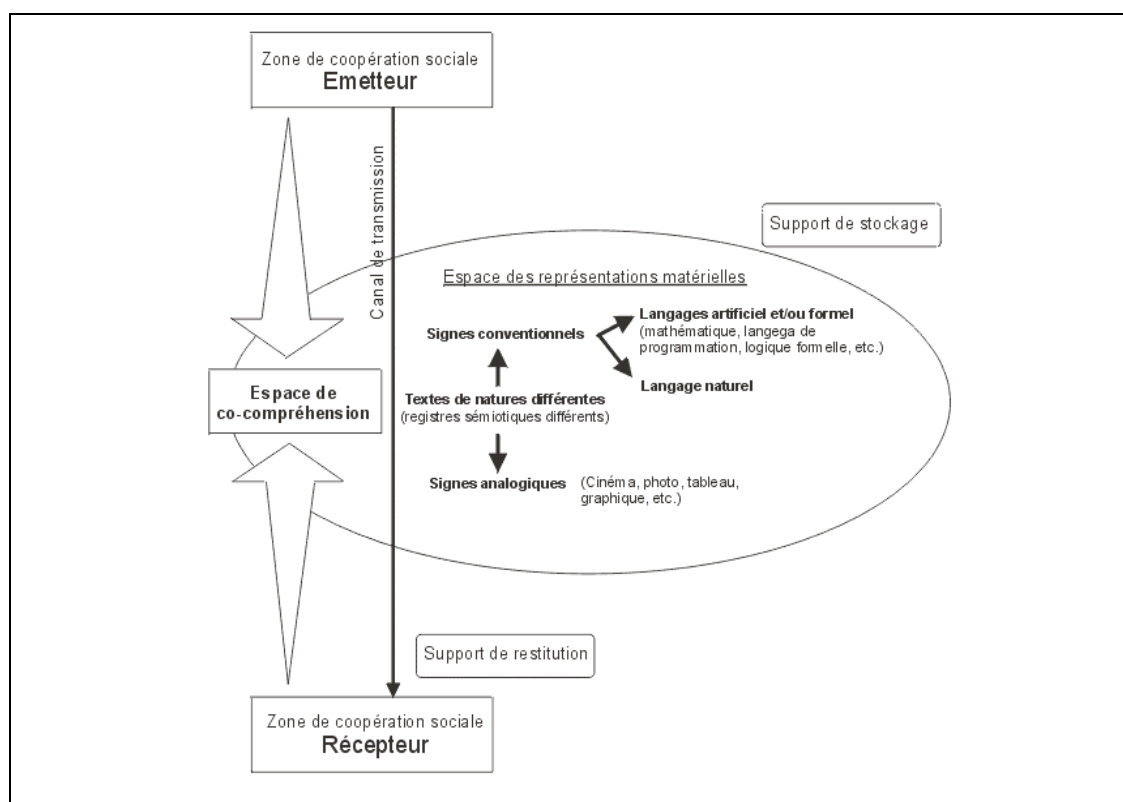 Zone de coopération sociale
Emetteur
Canal de transmission
Support de stockage
Espace des représentations matérielles
Signes conventionnels
Langages artificiel et/ou formel
(mathématique, langega de
programmation, logique formelle, etc.)
Langage naturel
Espace de
co-compréhension
Textes de natures différentes
(registres sémiotiques différents)
Signes analogiques
(Cinéma, photo, tableau,
graphique, etc.)
Support de restitution
Zone de coopération sociale
Récepteur